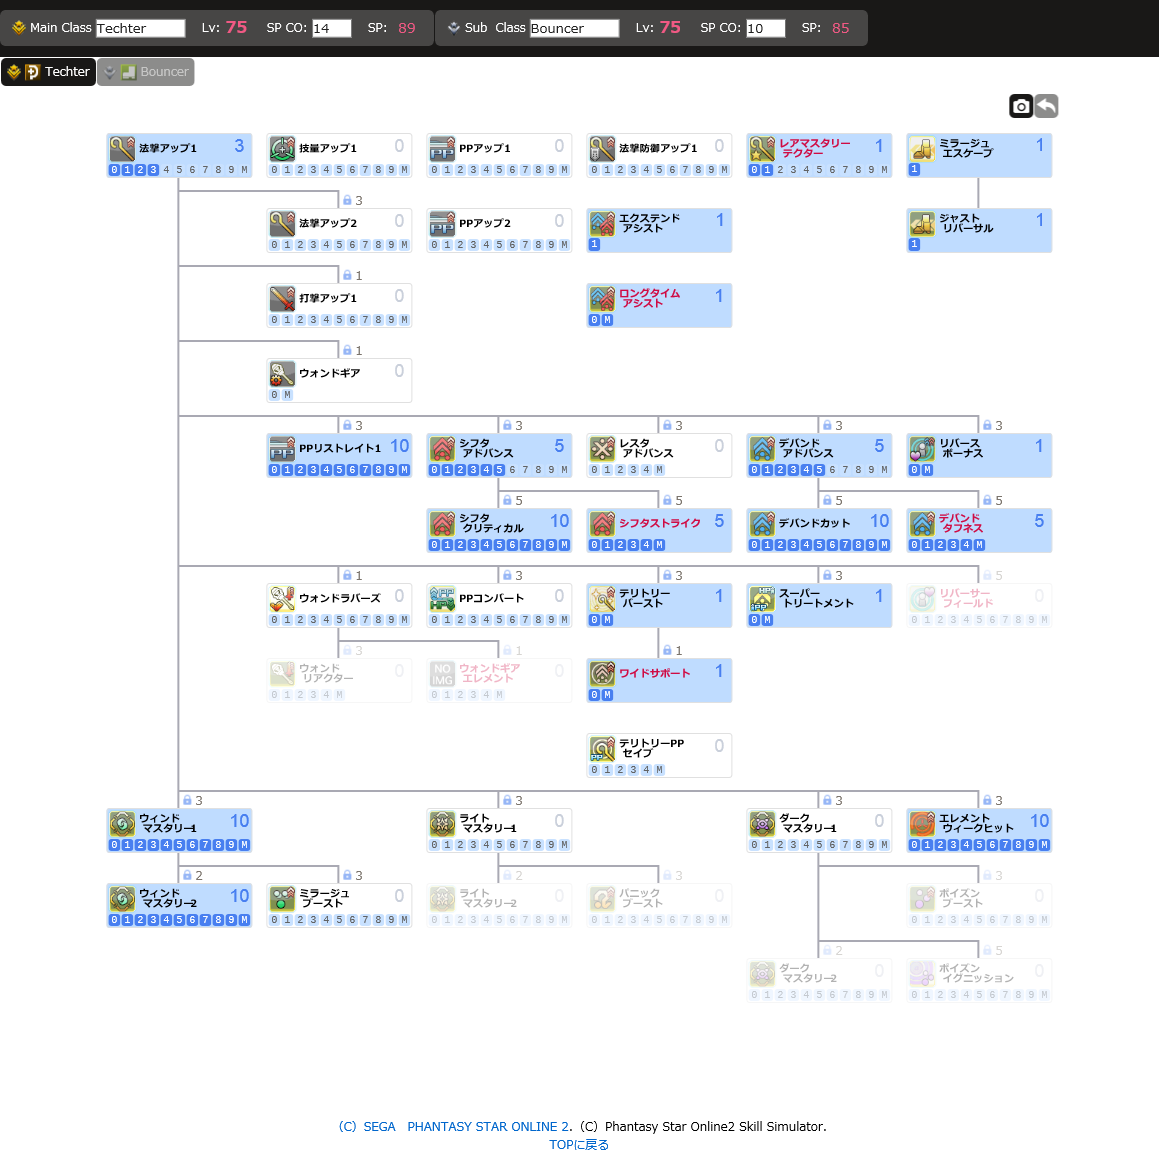 Main Class Techter Lv: 75 SP CO: 14 SP: 89 Sub Class Bouncer Lv: 75 SP CO: 10 SP: 85
Techter Bouncer
法撃アップ1 3 技量アップ1 0 PPアップ1 0 法撃防御アップ1 0 レアマスタリー テクター 1 ミラージュ エスケープ 1
0 1 2 3 4 5 6 7 8 9 M 0 1 2 3 4 5 6 7 8 9 M 0 1 2 3 4 5 6 7 8 9 M 0 1 2 3 4 5 6 7 8 9 M 0 1 2 3 4 5 6 7 8 9 M 1
3
法撃アップ2 0 PPアップ2 0 エクステンド アシスト 1 ジャスト リバーサル 1
0 1 2 3 4 5 6 7 8 9 M 0 1 2 3 4 5 6 7 8 9 M 1 1
1
打撃アップ1 0 ロングタイム アシスト 1
0 1 2 3 4 5 6 7 8 9 M 0 M
1
ウォンドギア 0
0 M
3 3 3 3 3
PPリストレイト1 10 シフタ アドバンス 5 レスタ アドバンス 0 デバンド アドバンス 5 リバース ボーナス 1
0 1 2 3 4 5 6 7 8 9 M 0 1 2 3 4 5 6 7 8 9 M 0 1 2 3 4 M 0 1 2 3 4 5 6 7 8 9 M 0 M
5 5 5 5
シフタ クリティカル 10 シフタストライク 5 デバンドカット 10 デバンド タフネス 5
0 1 2 3 4 5 6 7 8 9 M 0 1 2 3 4 M 0 1 2 3 4 5 6 7 8 9 M 0 1 2 3 4 M
1 3 3 3 5
ウォンドラバーズ 0 PPコンバート 0 テリトリー バースト 1 スーパー トリートメント 1 リバーサー フィールド 0
0 1 2 3 4 5 6 7 8 9 M 0 1 2 3 4 5 6 7 8 9 M 0 M 0 M 0 1 2 3 4 5 6 7 8 9 M
3 1 1
ウォンド リアクター 0 NO IMG ウォンドギア エレメント 0 ワイドサポート 1
0 1 2 3 4 5 6 7 8 9 M 0 1 2 3 4 M 0 M
テリトリーPP セイブ 0
0 1 2 3 4 M
3 3 3 3
ウィンド マスタリー1 10 ライト マスタリー1 0 ダーク マスタリー1 0 エレメント ウィークヒット 10
0 1 2 3 4 5 6 7 8 9 M 0 1 2 3 4 5 6 7 8 9 M 0 1 2 3 4 5 6 7 8 9 M 0 1 2 3 4 5 6 7 8 9 M
2 3 2 3 3
ウィンド マスタリー2 10 ミラージュ ブースト 0 ライト マスタリー2 0 パニック ブースト 0 ポイズン ブースト 0
0 1 2 3 4 5 6 7 8 9 M 0 1 2 3 4 5 6 7 8 9 M 0 1 2 3 4 5 6 7 8 9 M 0 1 2 3 4 5 6 7 8 9 M 0 1 2 3 4 5 6 7 8 9 M
2 5
ダーク マスタリー2 0 ポイズン イグニッション 0
0 1 2 3 4 5 6 7 8 9 M 0 1 2 3 4 5 6 7 8 9 M
（C）SEGA PHANTASY STAR ONLINE 2.（C）Phantasy Star Online2 Skill Simulator.
TOPに戻る